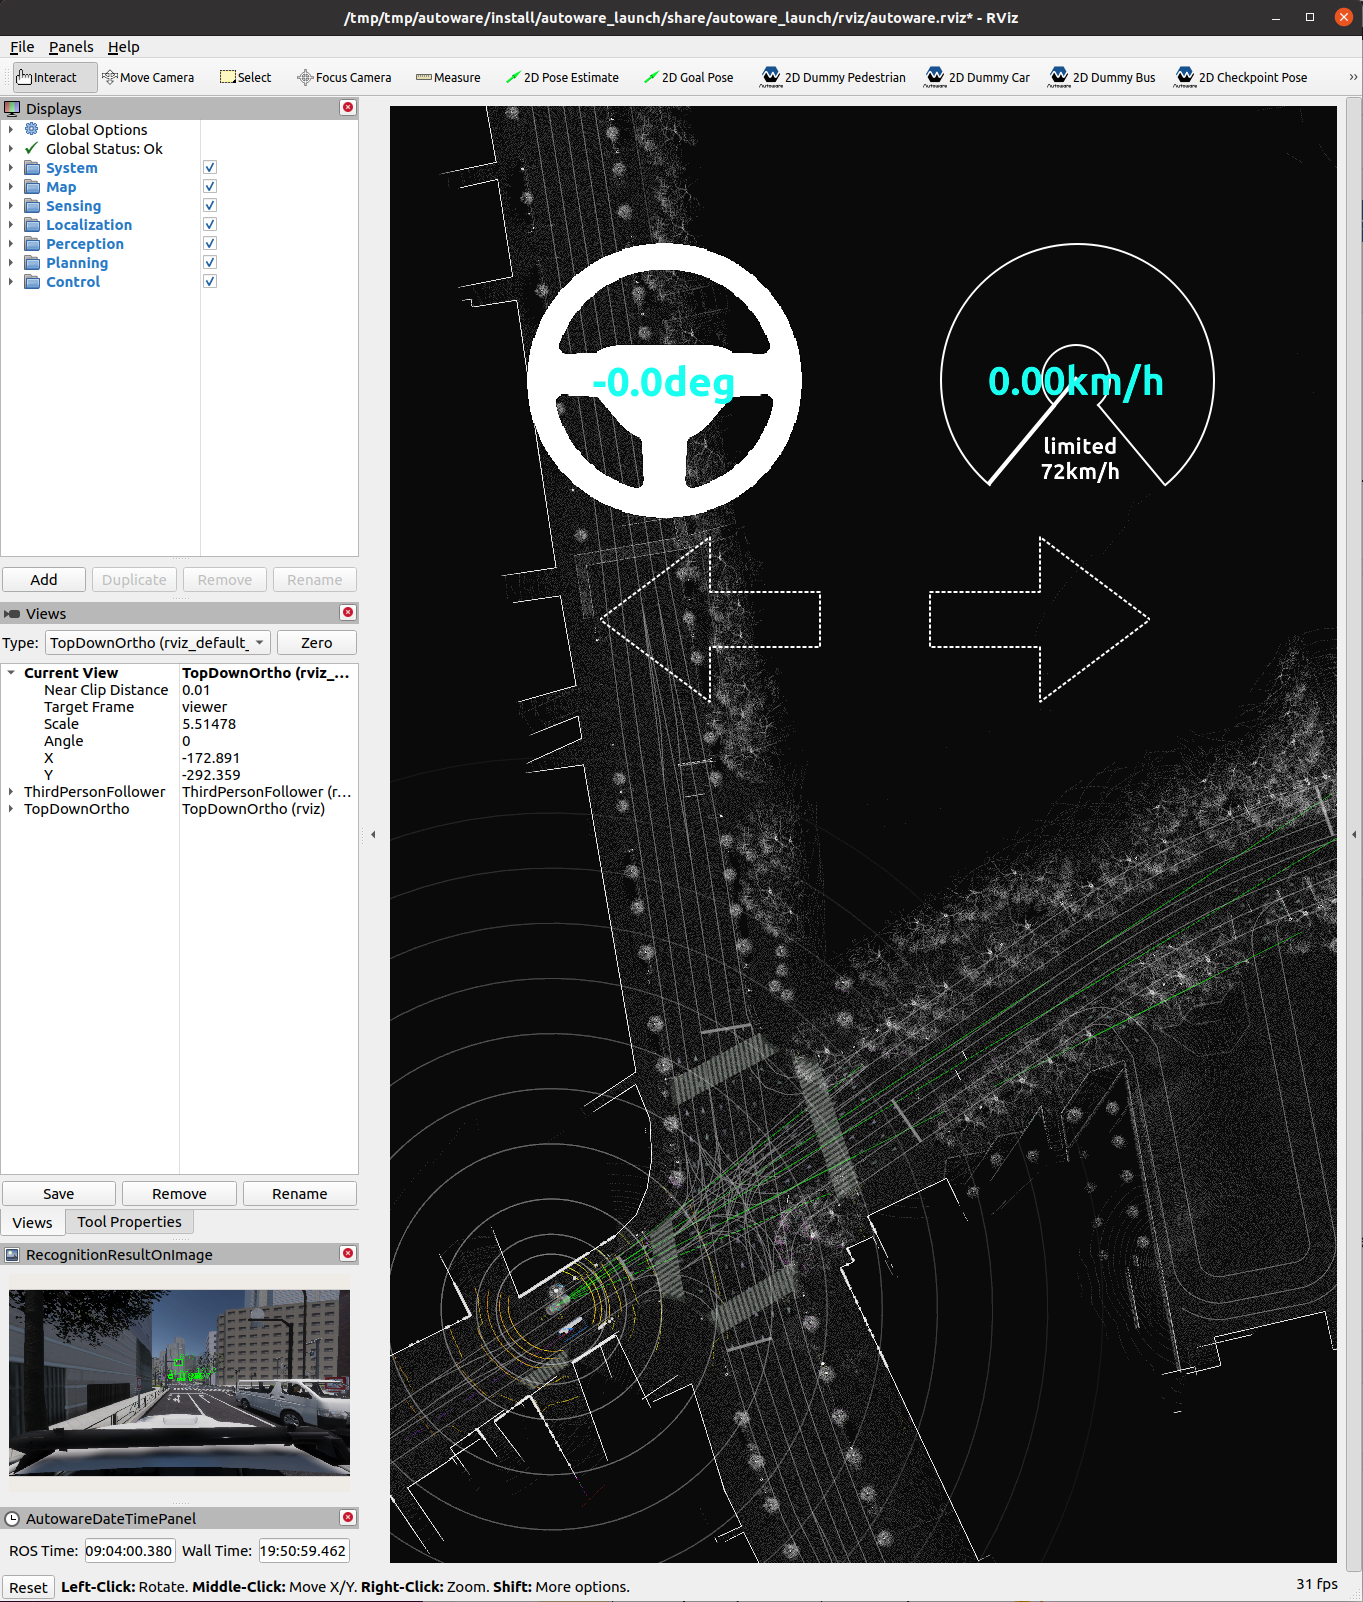 /tmp/tmp/autoware/install/autoware_launch/share/autoware_launch/rviz/autoware.rviz* - RViz
File Panels Help
Interact Move Camera Select Focus Camera Measure 2D Pose Estimate 2D Goal Pose 2D Dummy Pedestrian 2D Dummy Car 2D Dummy Bus 2D Checkpoint Pose
Autoware Autoware Autoware Autoware
Displays
Global Options
Global Status: Ok
System
Map
Sensing
Localization
Perception
Planning
Control
Add Duplicate Remove Rename
Views
Type: TopDownOrtho (rviz_default_ Zero
Current View TopDownOrtho (rviz_...
Near Clip Distance 0.01
Target Frame viewer
Scale 5.51478
Angle 0
X -172.891
Y -292.359
ThirdPersonFollower ThirdPersonFollower (r...
TopDownOrtho TopDownOrtho (rviz)
Save Remove Rename
Views Tool Properties
RecognitionResultOnImage
AutowareDateTimePanel
ROS Time: 09:04:00.380 Wall Time: 19:50:59.462
Reset Left-Click: Rotate. Middle-Click: Move X/Y. Right-Click: Zoom. Shift: More options.
31 fps
-0.0deg
0.00km/h
limited
72km/h